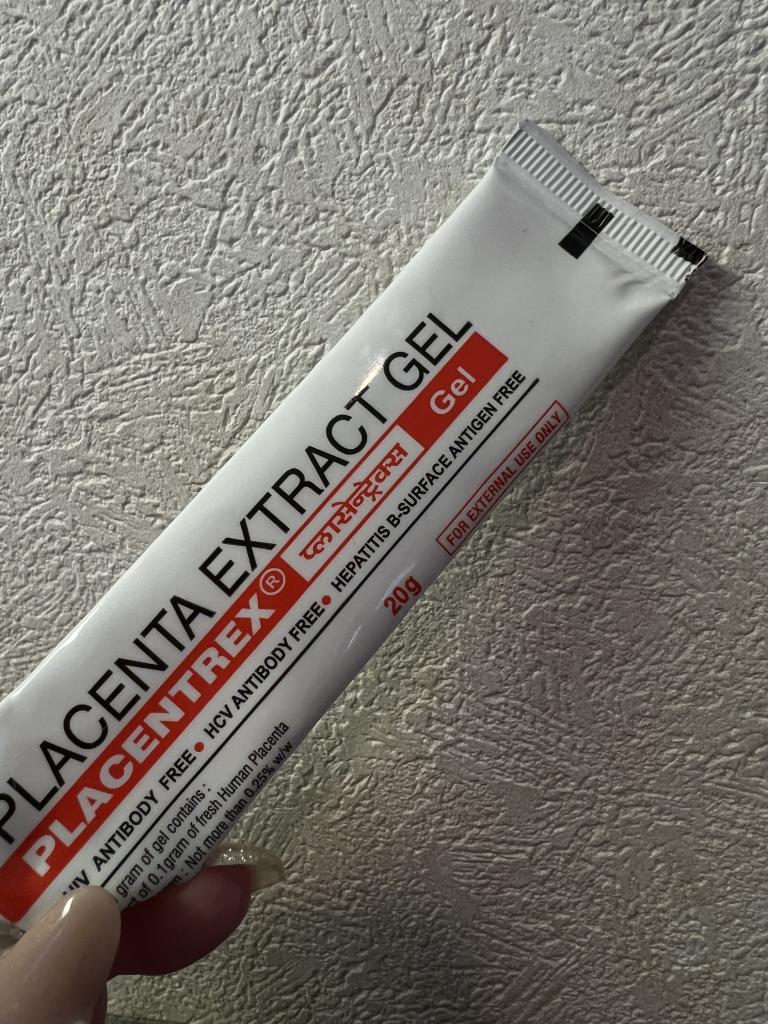 PLACENTA EXTRACT GEL
PLACENTREX® प्लासेन्ट्रेक्स Gel
HIV ANTIBODY FREE • HCV ANTIBODY FREE • HEPATITIS B-SURFACE ANTIGEN FREE
gram of gel contains :
of 0.1gram of fresh Human Placenta
: Not more than 0.25% w/w
20g
FOR EXTERNAL USE ONLY